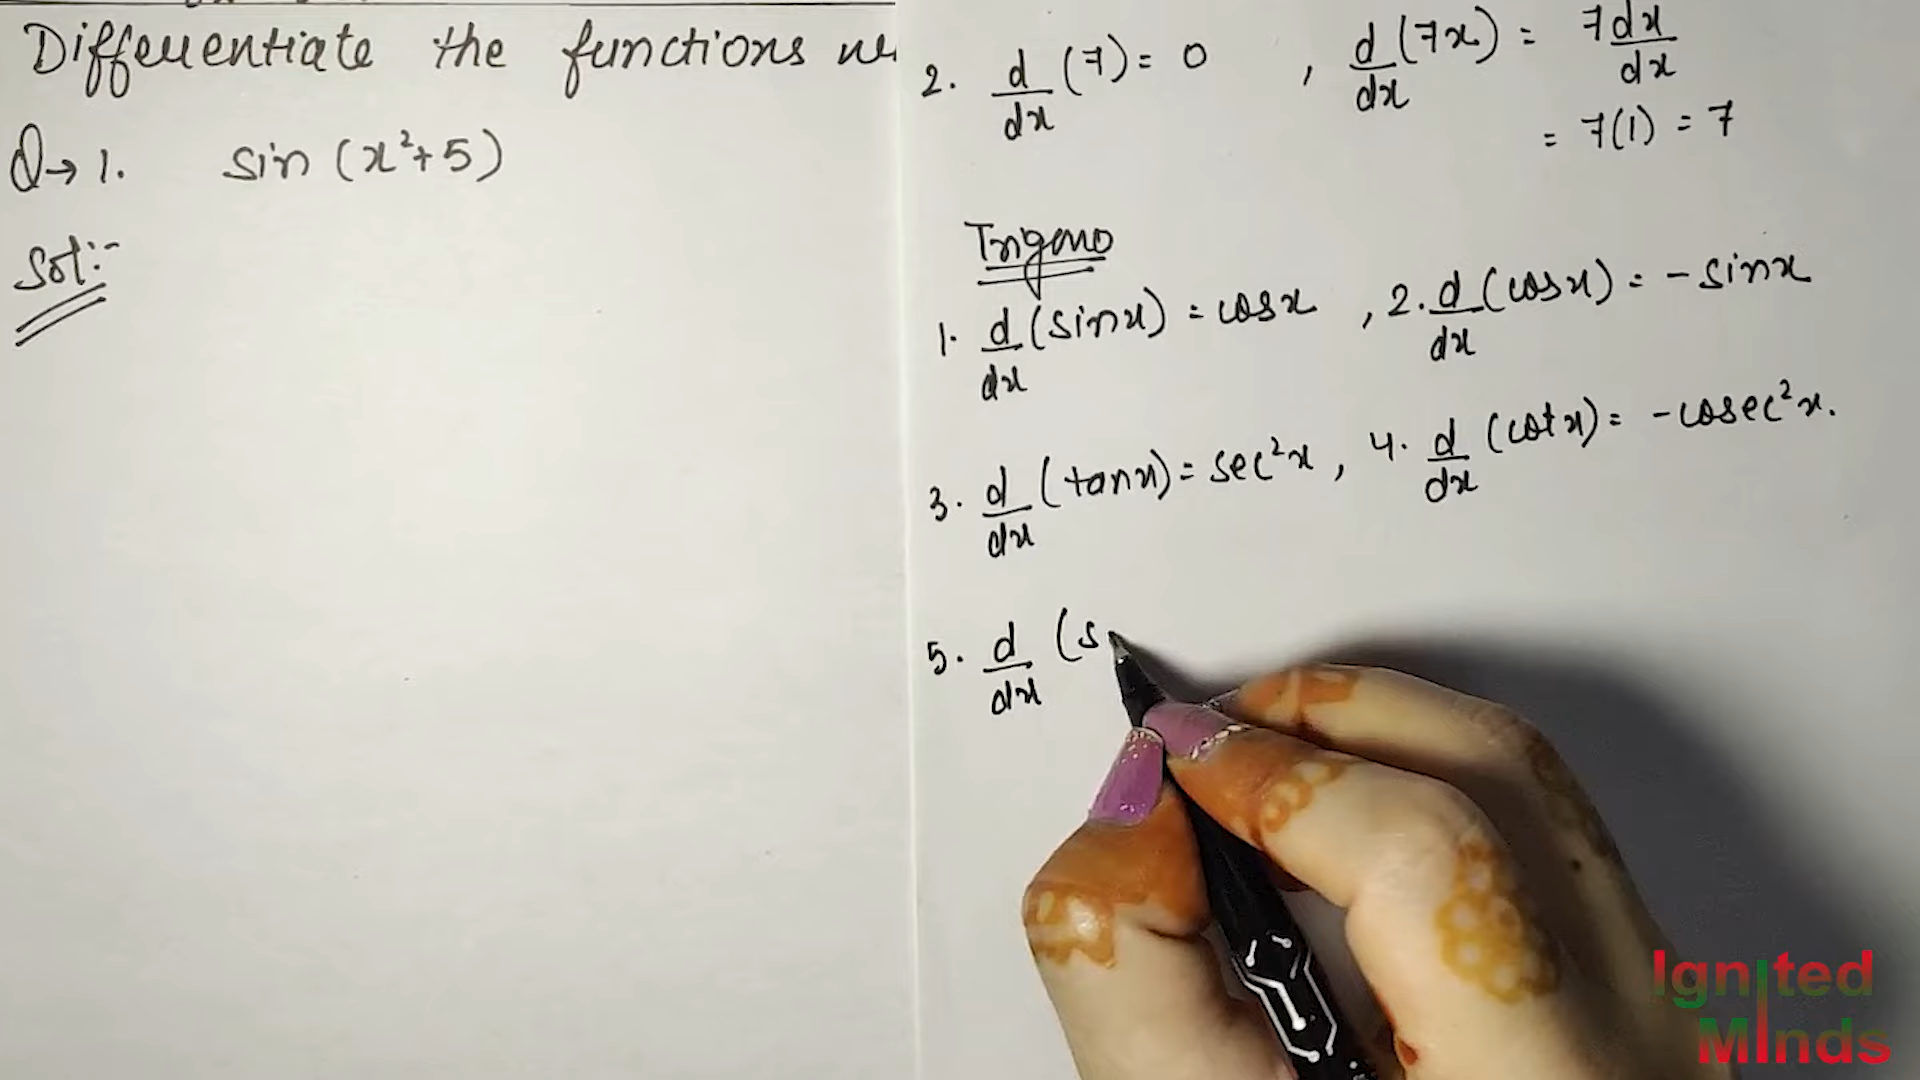 Differentiate the functions
Q→ 1. sin (x²+5)
Sol:-
2. d/dx (7) = 0 , d/dx (7x) = 7dx/dx
= 7(1) = 7
Trigono
1. d/dx (sinx) = cosx , 2. d/dx (cosx) = -sinx
3. d/dx (tanx) = sec²x , 4. d/dx (cotx) = -cosec²x.
5. d/dx (s
Ignited
Minds